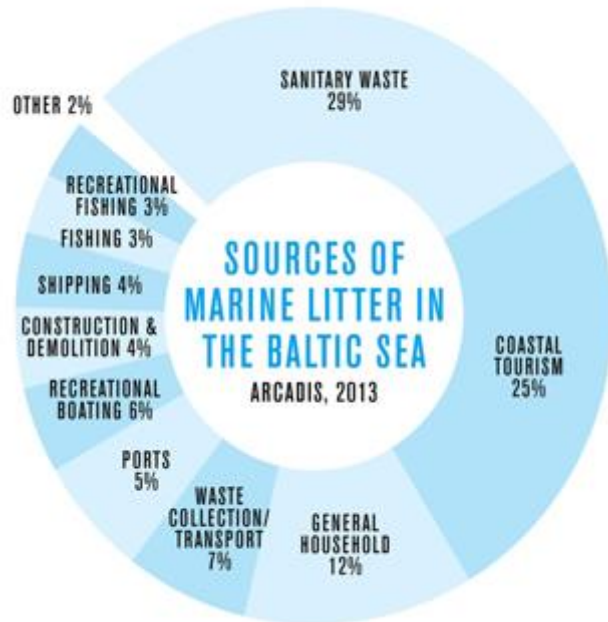 SOURCES OF
MARINE LITTER IN
THE BALTIC SEA
ARCADIS, 2013
SANITARY WASTE
29%
COASTAL
TOURISM
25%
GENERAL
HOUSEHOLD
12%
WASTE
COLLECTION/
TRANSPORT
7%
PORTS
5%
RECREATIONAL
BOATING 6%
CONSTRUCTION &
DEMOLITION 4%
SHIPPING 4%
FISHING 3%
RECREATIONAL
FISHING 3%
OTHER 2%